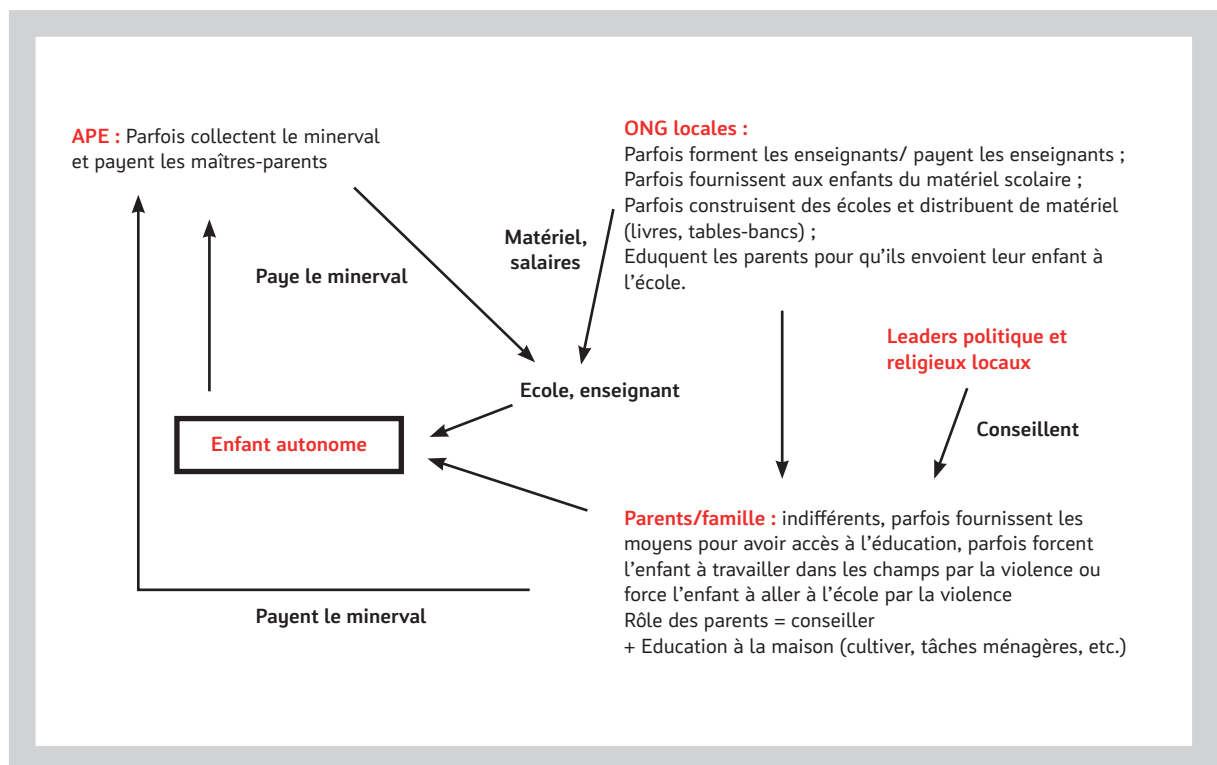 APE : Parfois collectent le minerval
et payent les maîtres-parents
ONG locales :
Parfois forment les enseignants/ payent les enseignants ;
Parfois fournissent aux enfants du matériel scolaire ;
Parfois construisent des écoles et distribuent de matériel
(livres, tables-bancs) ;
Eduquent les parents pour qu’ils envoient leur enfant à
l’école.
Matériel,
salaires
Paye le minerval
Leaders politique et
religieux locaux
Ecole, enseignant
Conseillent
Enfant autonome
Parents/famille : indifférents, parfois fournissent les
moyens pour avoir accès à l’éducation, parfois forcent
l’enfant à travailler dans les champs par la violence ou
force l’enfant à aller à l’école par la violence
Rôle des parents = conseiller
+ Education à la maison (cultiver, tâches ménagères, etc.)
Payent le minerval